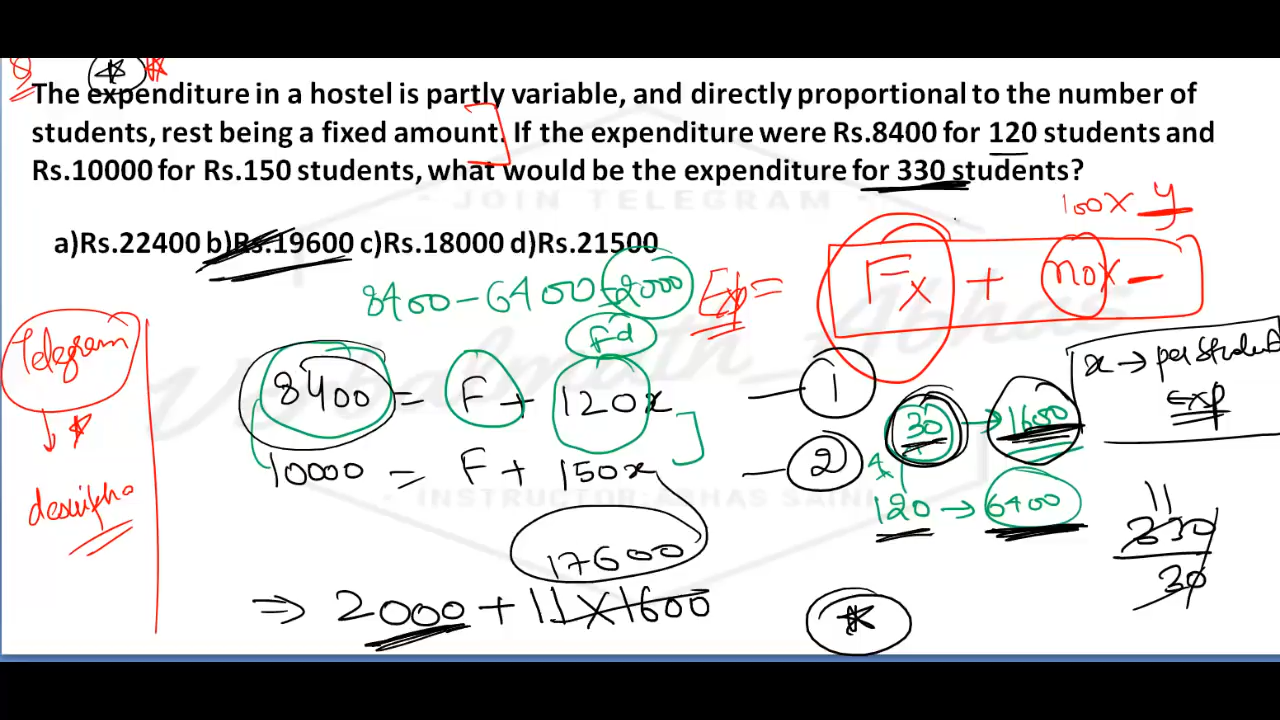 The expenditure in a hostel is partly variable, and directly proportional to the number of
students, rest being a fixed amount. If the expenditure were Rs.8400 for 120 students and
Rs.10000 for Rs.150 students, what would be the expenditure for 330 students?
JOIN TELEGRAM
100x y
a)Rs.22400 b)Rs.19600 c)Rs.18000 d)Rs.21500
8400 - 6400 = 2000
Exp = Fx + no x -
Fd
Telegram
x → per student
Exp
8400 = F + 120x — 1
30 → 1600
10000 = F + 150x — 2
4x
120 → 6400
INSTRUCTOR: ABHAS SAINI
11
330
30
17600
⇒ 2000 + 11 X 1600